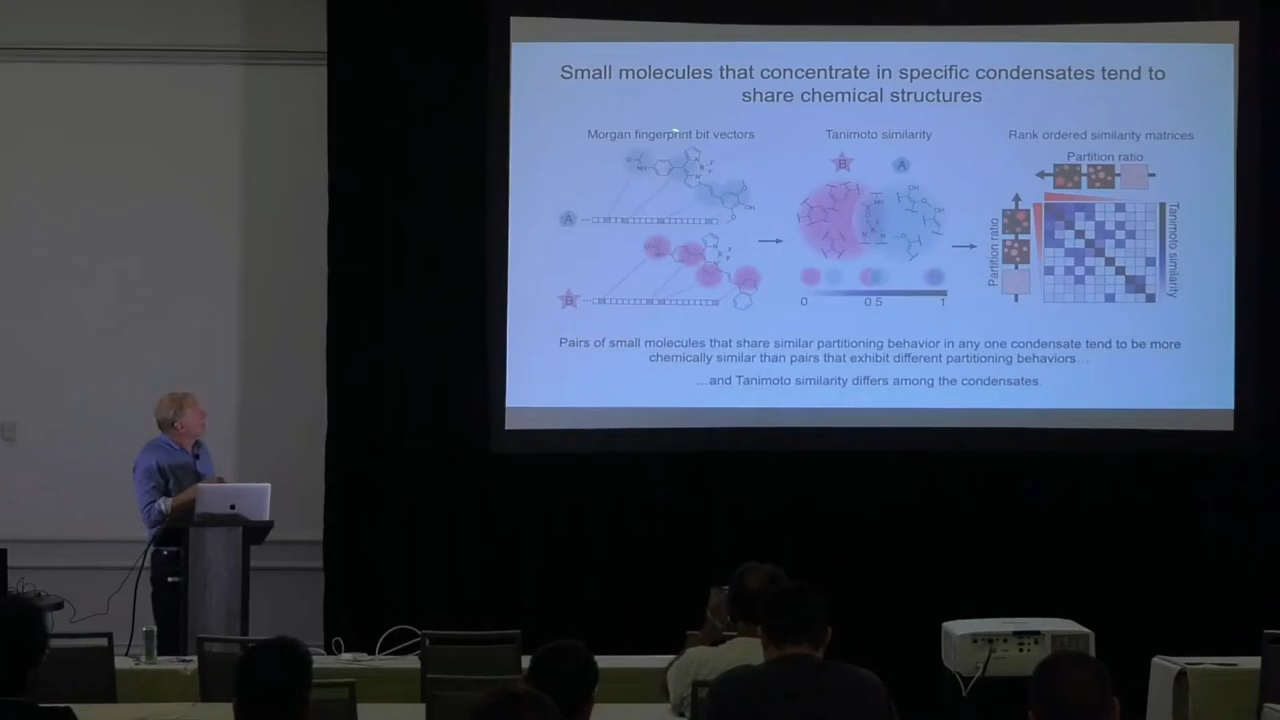 Small molecules that concentrate in specific condensates tend to
share chemical structures
Morgan fingerprint bit vectors
Tanimoto similarity
Rank ordered similarity matrices
Partition ratio
B
A
A
B
0
0 5
1
Partition ratio
Tanimoto similarity
Pairs of small molecules that share similar partitioning behavior in any one condensate tend to be more
chemically similar than pairs that exhibit different partitioning behaviors…
…and Tanimoto similarity differs among the condensates.